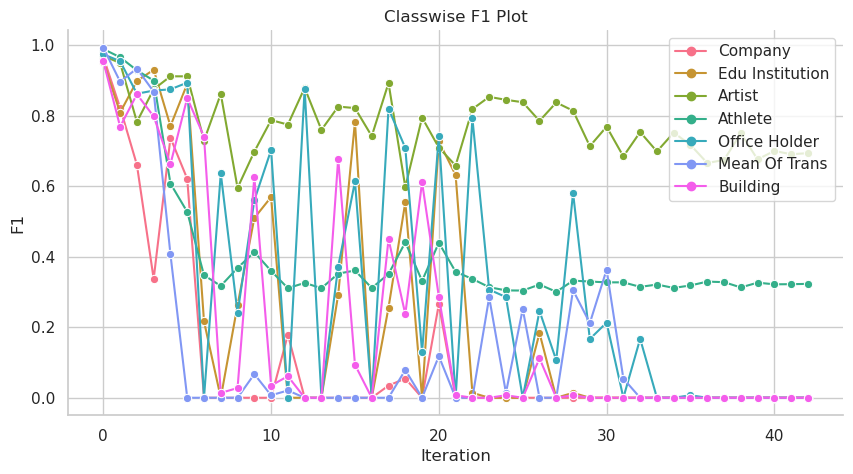 Classwise F1 Plot
1.0
0.8
0.6
0.4
0.2
0.0
F1
Company
Edu Institution
Artist
Athlete
Office Holder
Mean Of Trans
Building
0
10
20
30
40
Iteration